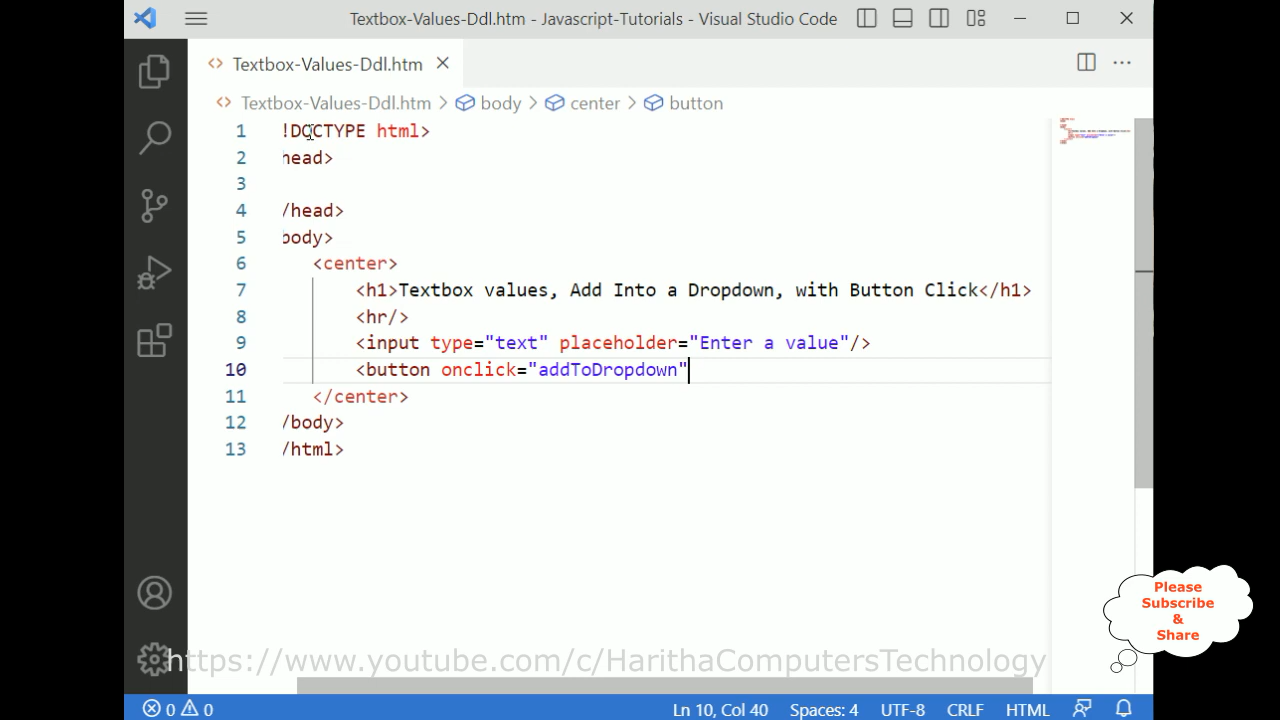 Textbox-Values-Ddl.htm - Javascript-Tutorials - Visual Studio Code
Textbox-Values-Ddl.htm
Textbox-Values-Ddl.htm > body > center > button
1 !DOCTYPE html>
2 head>
3
4 /head>
5 body>
6 <center>
7 <h1>Textbox values, Add Into a Dropdown, with Button Click</h1>
8 <hr/>
9 <input type="text" placeholder="Enter a value"/>
10 <button onclick="addToDropdown"
11 </center>
12 /body>
13 /html>
Please
Subscribe
&
Share
https://www.youtube.com/c/HarithaComputersTechnology
0 0 Ln 10, Col 40 Spaces: 4 UTF-8 CRLF HTML